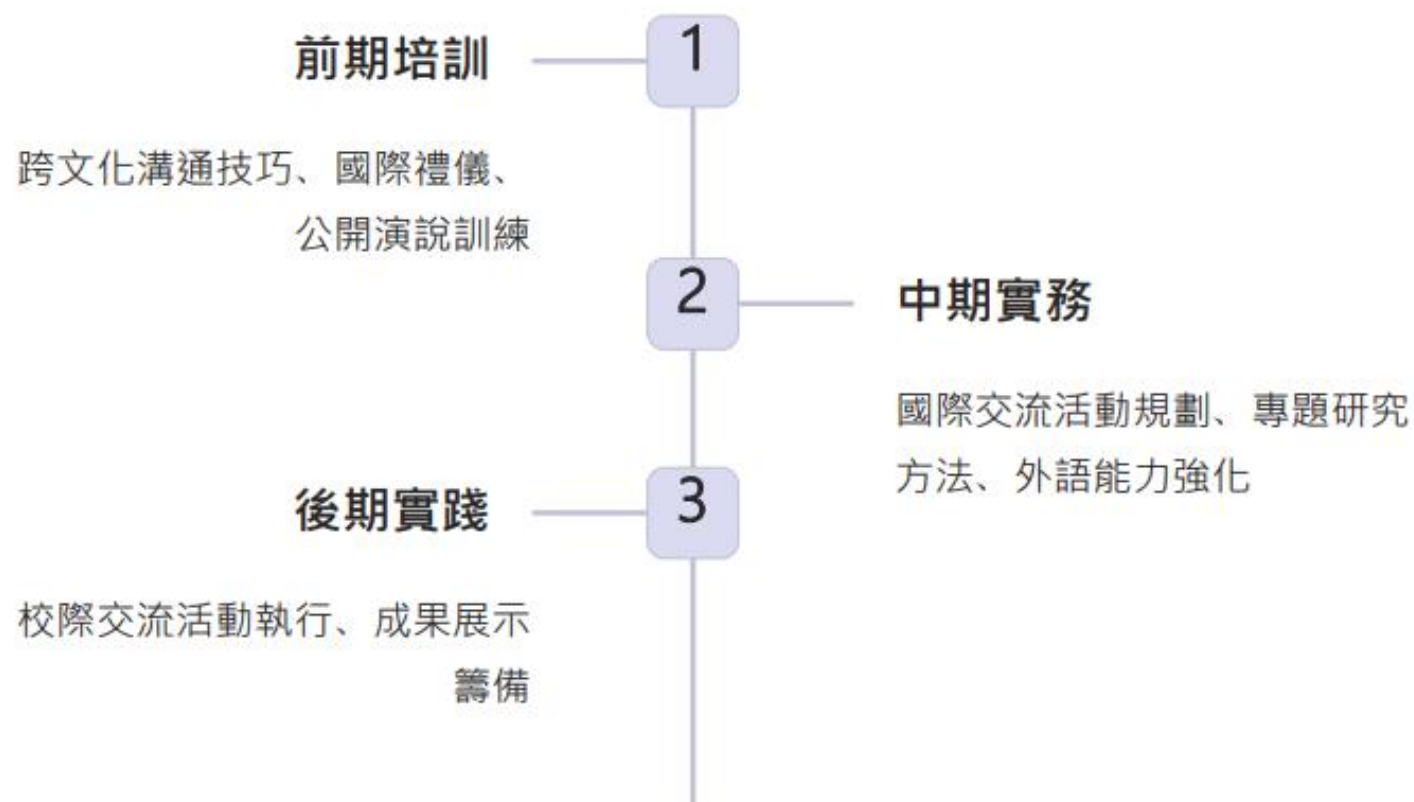 1
前期培訓
跨文化溝通技巧、國際禮儀、
公開演說訓練
2
中期實務
國際交流活動規劃、專題研究
方法、外語能力強化
3
後期實踐
校際交流活動執行、成果展示
籌備